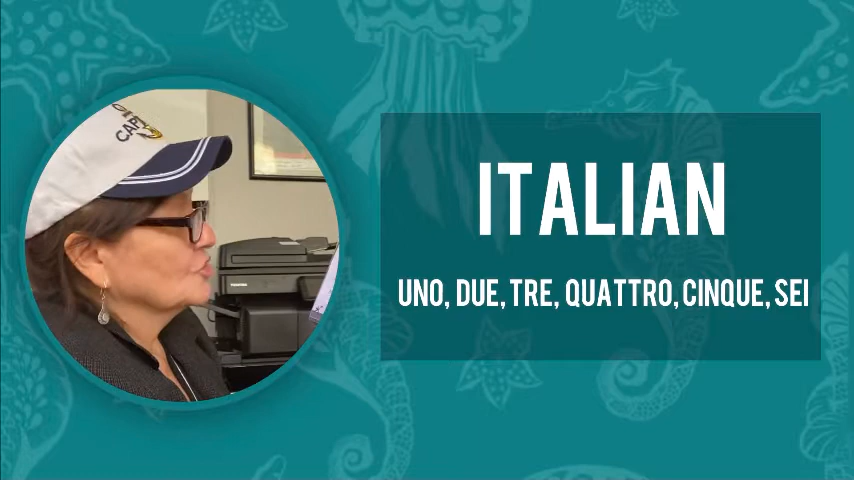 ITALIAN
UNO, DUE, TRE, QUATTRO, CINQUE, SEI